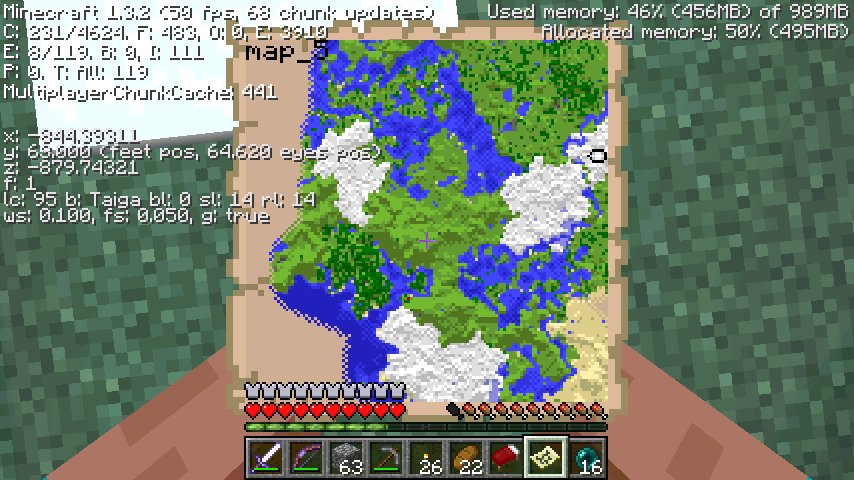 Minecraft 1.3.2 (50 fps, 68 chunk updates)
C: 231/4624, F: 483, O: 0, E: 3910
E: 8/119, B: 0, I: 111
P: 0, T: fill: 119
MultiplayerChunkCache: 441
x: -844.39311
y: 63.000 (feet pos, 64.620 eyes pos)
z: -879.74321
f: 1
lc: 95 b: Taiga bl: 0 sl: 14 rl: 14
ws: 0.100, fs: 0.050, g: true
Used memory: 46% (456MB) of 989MB
Allocated memory: 50% (495MB)
map_5
63
26
22
16